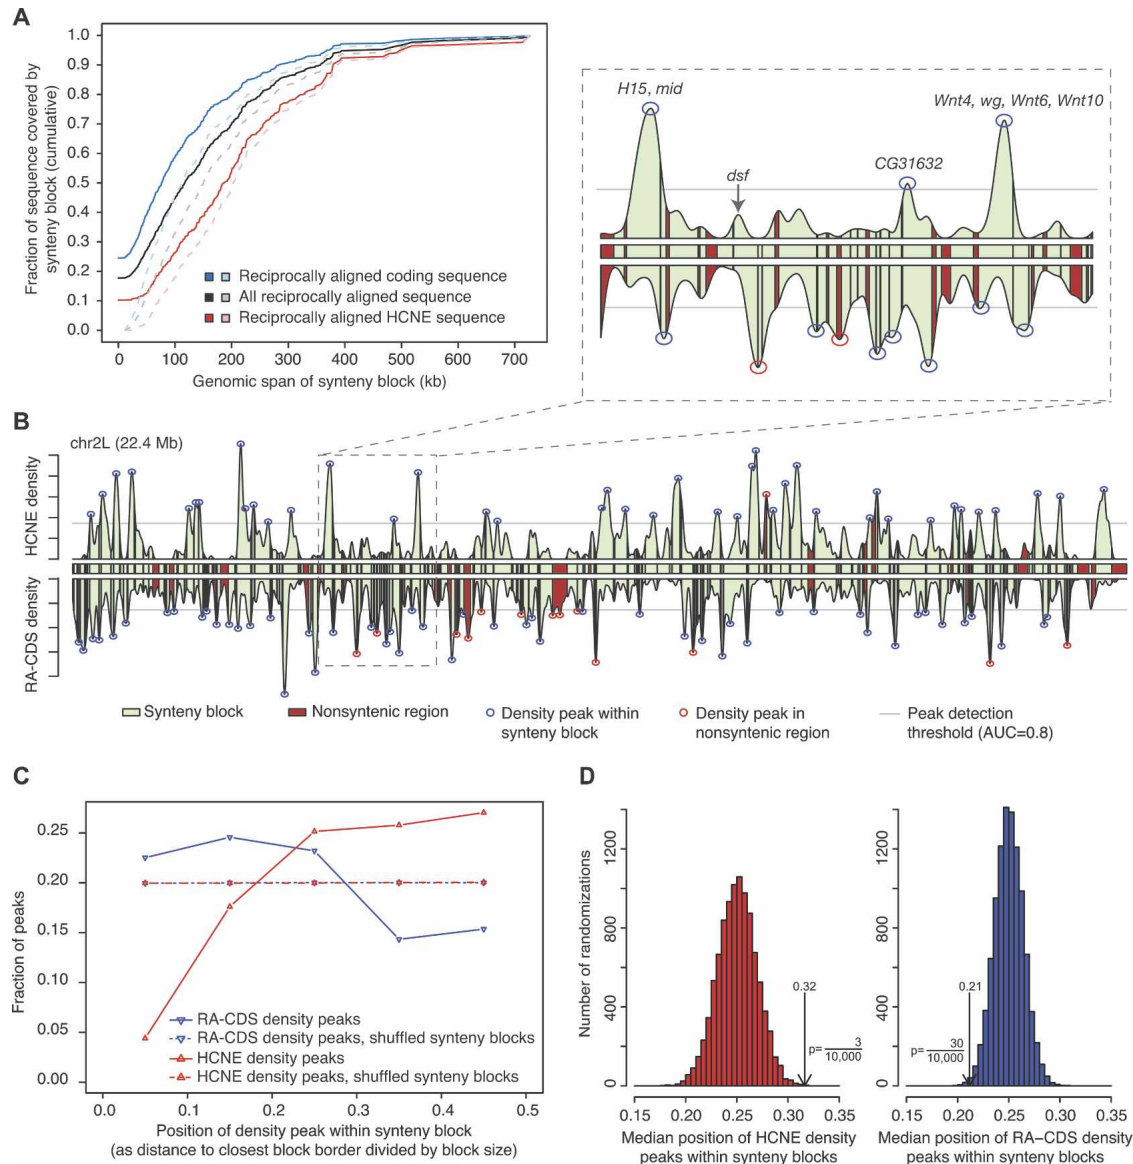 A
1.0
0.9
0.8
0.7
0.6
0.5
0.4
0.3
0.2
0.1
0.0
Fraction of sequence covered by
synteny block (cumulative)
Reciprocally aligned coding sequence
All reciprocally aligned sequence
Reciprocally aligned HCNE sequence
0 100 200 300 400 500 600 700
Genomic span of synteny block (kb)
H15, mid
Wnt4, wg, Wnt6, Wnt10
CG31632
dsf
B
chr2L (22.4 Mb)
HCNE density
RA-CDS density
Synteny block
Nonsyntenic region
Density peak within
synteny block
Density peak in
nonsyntenic region
Peak detection
threshold (AUC=0.8)
C
0.25
0.20
0.15
0.10
0.05
0.00
Fraction of peaks
RA-CDS density peaks
RA-CDS density peaks, shuffled synteny blocks
HCNE density peaks
HCNE density peaks, shuffled synteny blocks
0.0 0.1 0.2 0.3 0.4 0.5
Position of density peak within synteny block
(as distance to closest block border divided by block size)
D
Number of randomizations
1200
800
400
0
0.32
p= 3
10,000
0.15 0.20 0.25 0.30 0.35
Median position of HCNE density
peaks within synteny blocks
1200
800
400
0
0.21
p= 30
10,000
0.15 0.20 0.25 0.30 0.35
Median position of RA-CDS density
peaks within synteny blocks